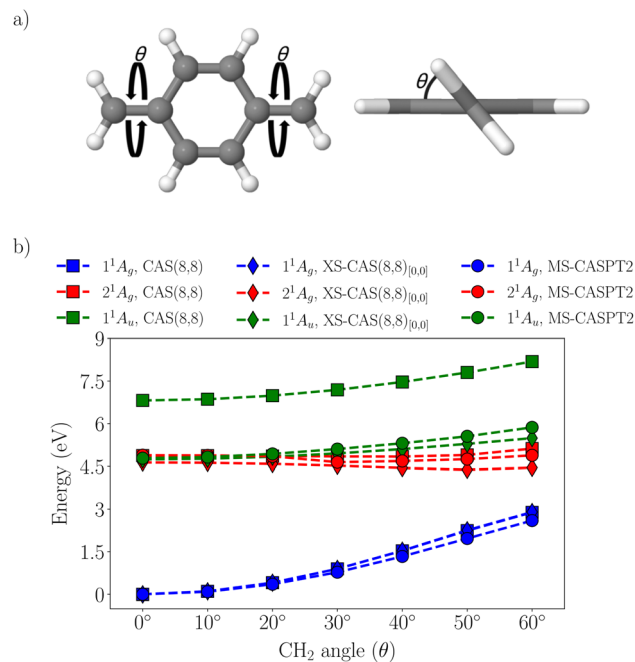 a)
θ θ
θ
b)
1¹A_g, CAS(8,8) 1¹A_g, XS-CAS(8,8)_[0,0] 1¹A_g, MS-CASPT2
2¹A_g, CAS(8,8) 2¹A_g, XS-CAS(8,8)_[0,0] 2¹A_g, MS-CASPT2
1¹A_u, CAS(8,8) 1¹A_u, XS-CAS(8,8)_[0,0] 1¹A_u, MS-CASPT2
9
7.5
6
4.5
3
1.5
0
Energy (eV)
0° 10° 20° 30° 40° 50° 60°
CH₂ angle (θ)